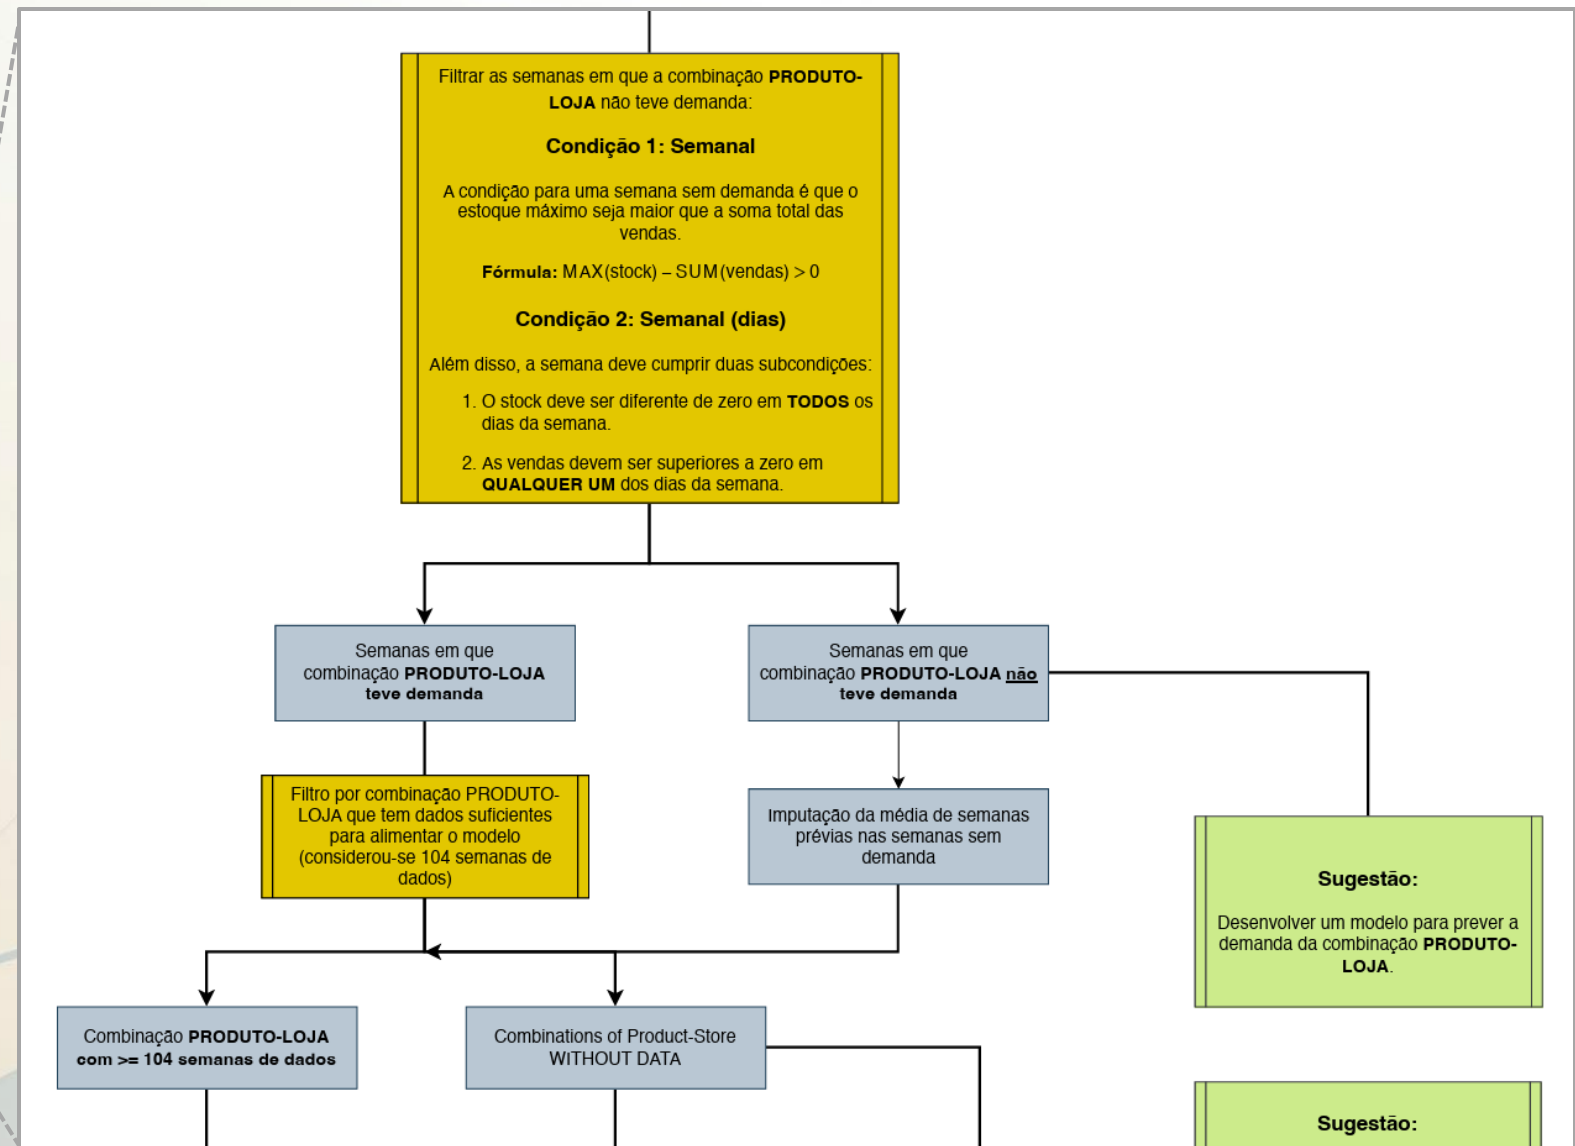 Filtrar as semanas em que a combinação PRODUTO-
LOJA não teve demanda:
Condição 1: Semanal
A condição para uma semana sem demanda é que o
estoque máximo seja maior que a soma total das
vendas.
Fórmula: MAX(stock) – SUM(vendas) > 0
Condição 2: Semanal (dias)
Além disso, a semana deve cumprir duas subcondições:
1. O stock deve ser diferente de zero em TODOS os
dias da semana.
2. As vendas devem ser superiores a zero em
QUALQUER UM dos dias da semana.
Semanas em que
combinação PRODUTO-LOJA
teve demanda
Semanas em que
combinação PRODUTO-LOJA não
teve demanda
Filtro por combinação PRODUTO-
LOJA que tem dados suficientes
para alimentar o modelo
(considerou-se 104 semanas de
dados)
Imputação da média de semanas
prévias nas semanas sem
demanda
Sugestão:
Desenvolver um modelo para prever a
demanda da combinação PRODUTO-
LOJA.
Combinação PRODUTO-LOJA
com >= 104 semanas de dados
Combinations of Product-Store
WITHOUT DATA
Sugestão: